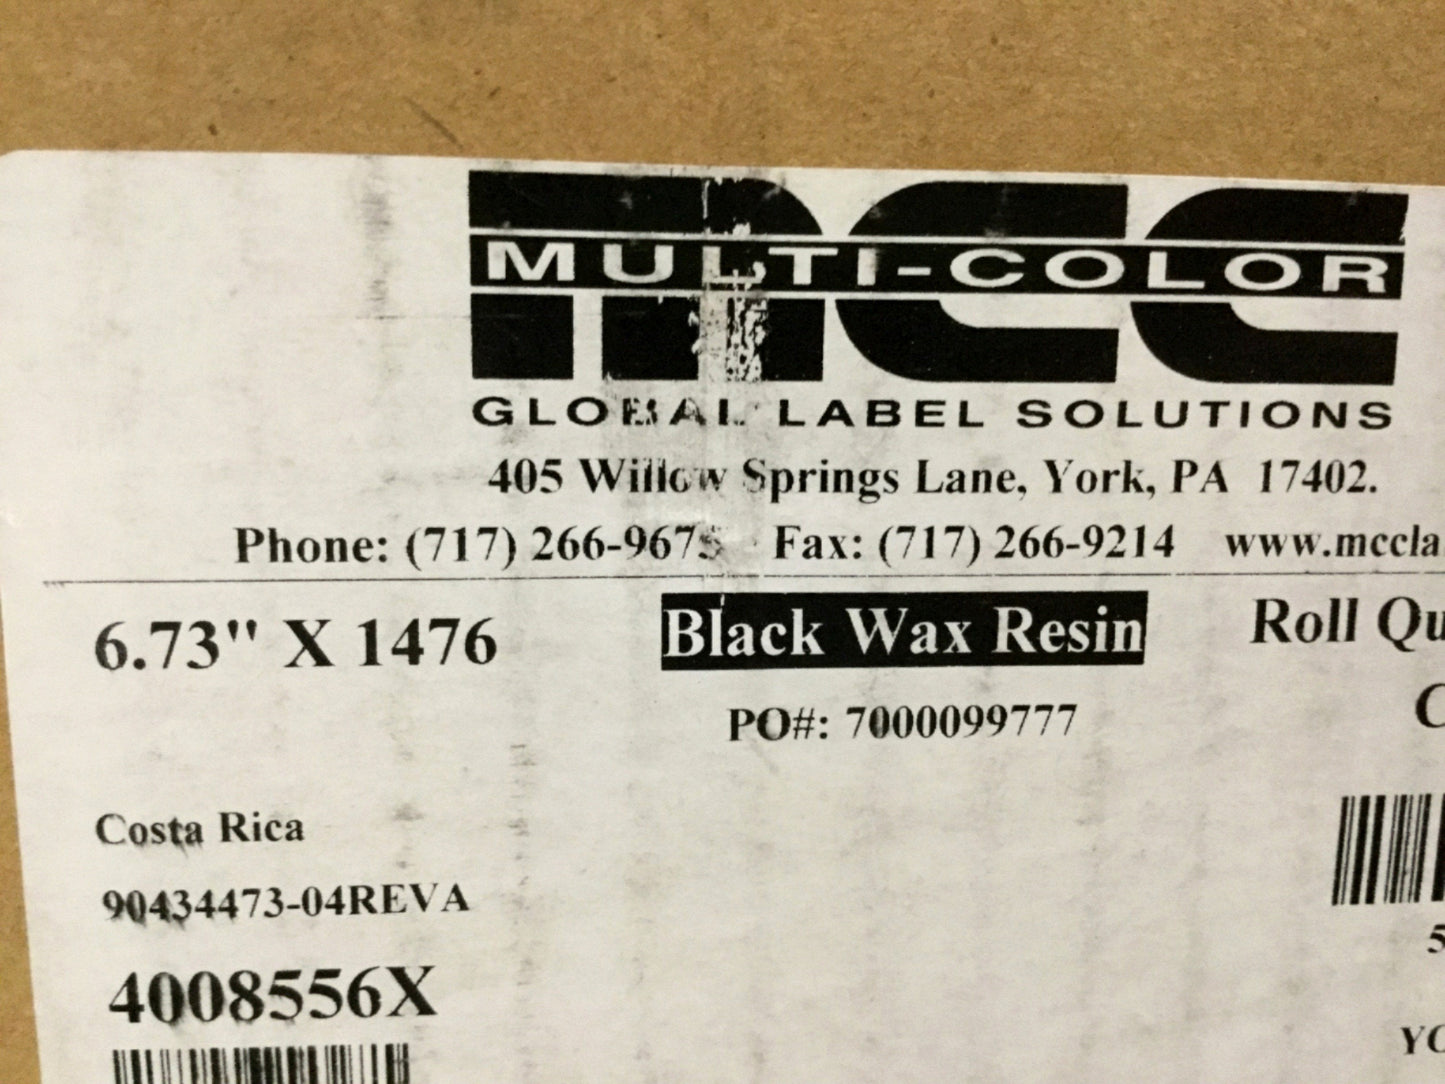 mcc
MULTI-COLOR
GLOBAL LABEL SOLUTIONS
405 Willow Springs Lane, York, PA 17402.
Phone: (717) 266-9675 Fax: (717) 266-9214 www.mccla
6.73" X 1476 Black Wax Resin Roll Qu
C
PO#: 7000099777
Costa Rica
90434473-04REVA
5
4008556X
YO